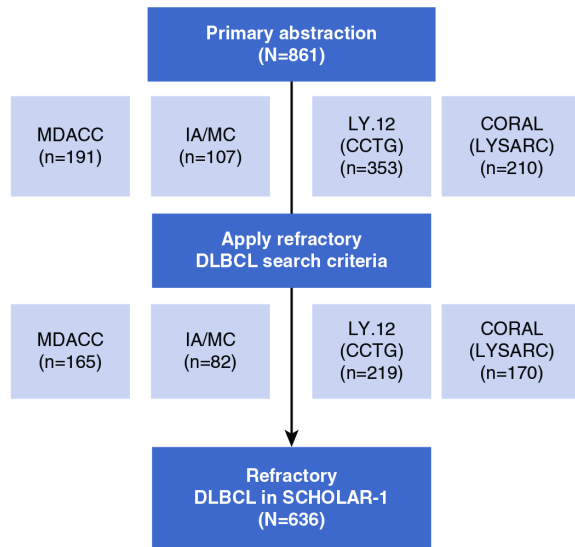 Primary abstraction
(N=861)
MDACC
(n=191)
IA/MC
(n=107)
LY.12
(CCTG)
(n=353)
CORAL
(LYSARC)
(n=210)
Apply refractory
DLBCL search criteria
MDACC
(n=165)
IA/MC
(n=82)
LY.12
(CCTG)
(n=219)
CORAL
(LYSARC)
(n=170)
Refractory
DLBCL in SCHOLAR-1
(N=636)